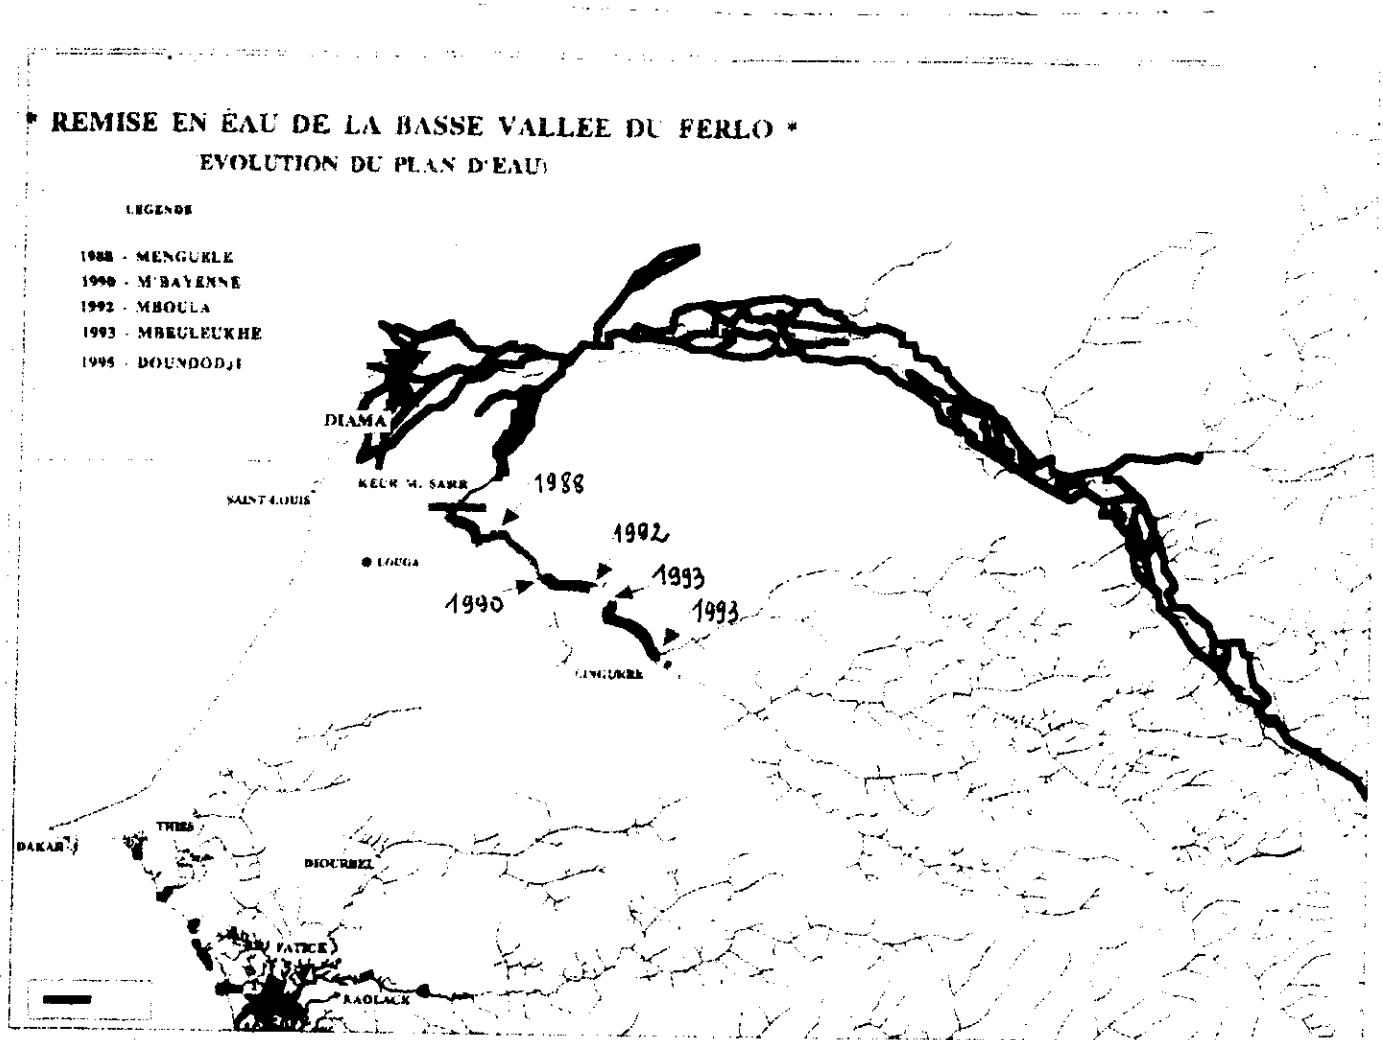 * REMISE EN EAU DE LA BASSE VALLEE DU FERLO *
EVOLUTION DU PLAN D'EAU)
LEGENDE
1988 - MENGUELE
1990 - M'BAYENNE
1992 - MBOULA
1993 - MBEULEUKHE
1995 - DOUNDODJI
DIAMA
KEUR M. SARR
SAINT-LOUIS
1988
1992
LOUGA
1993
1990
1993
LINGUERE
THIES
DAKAR
DIOURBEL
FATICK
KAOLACK